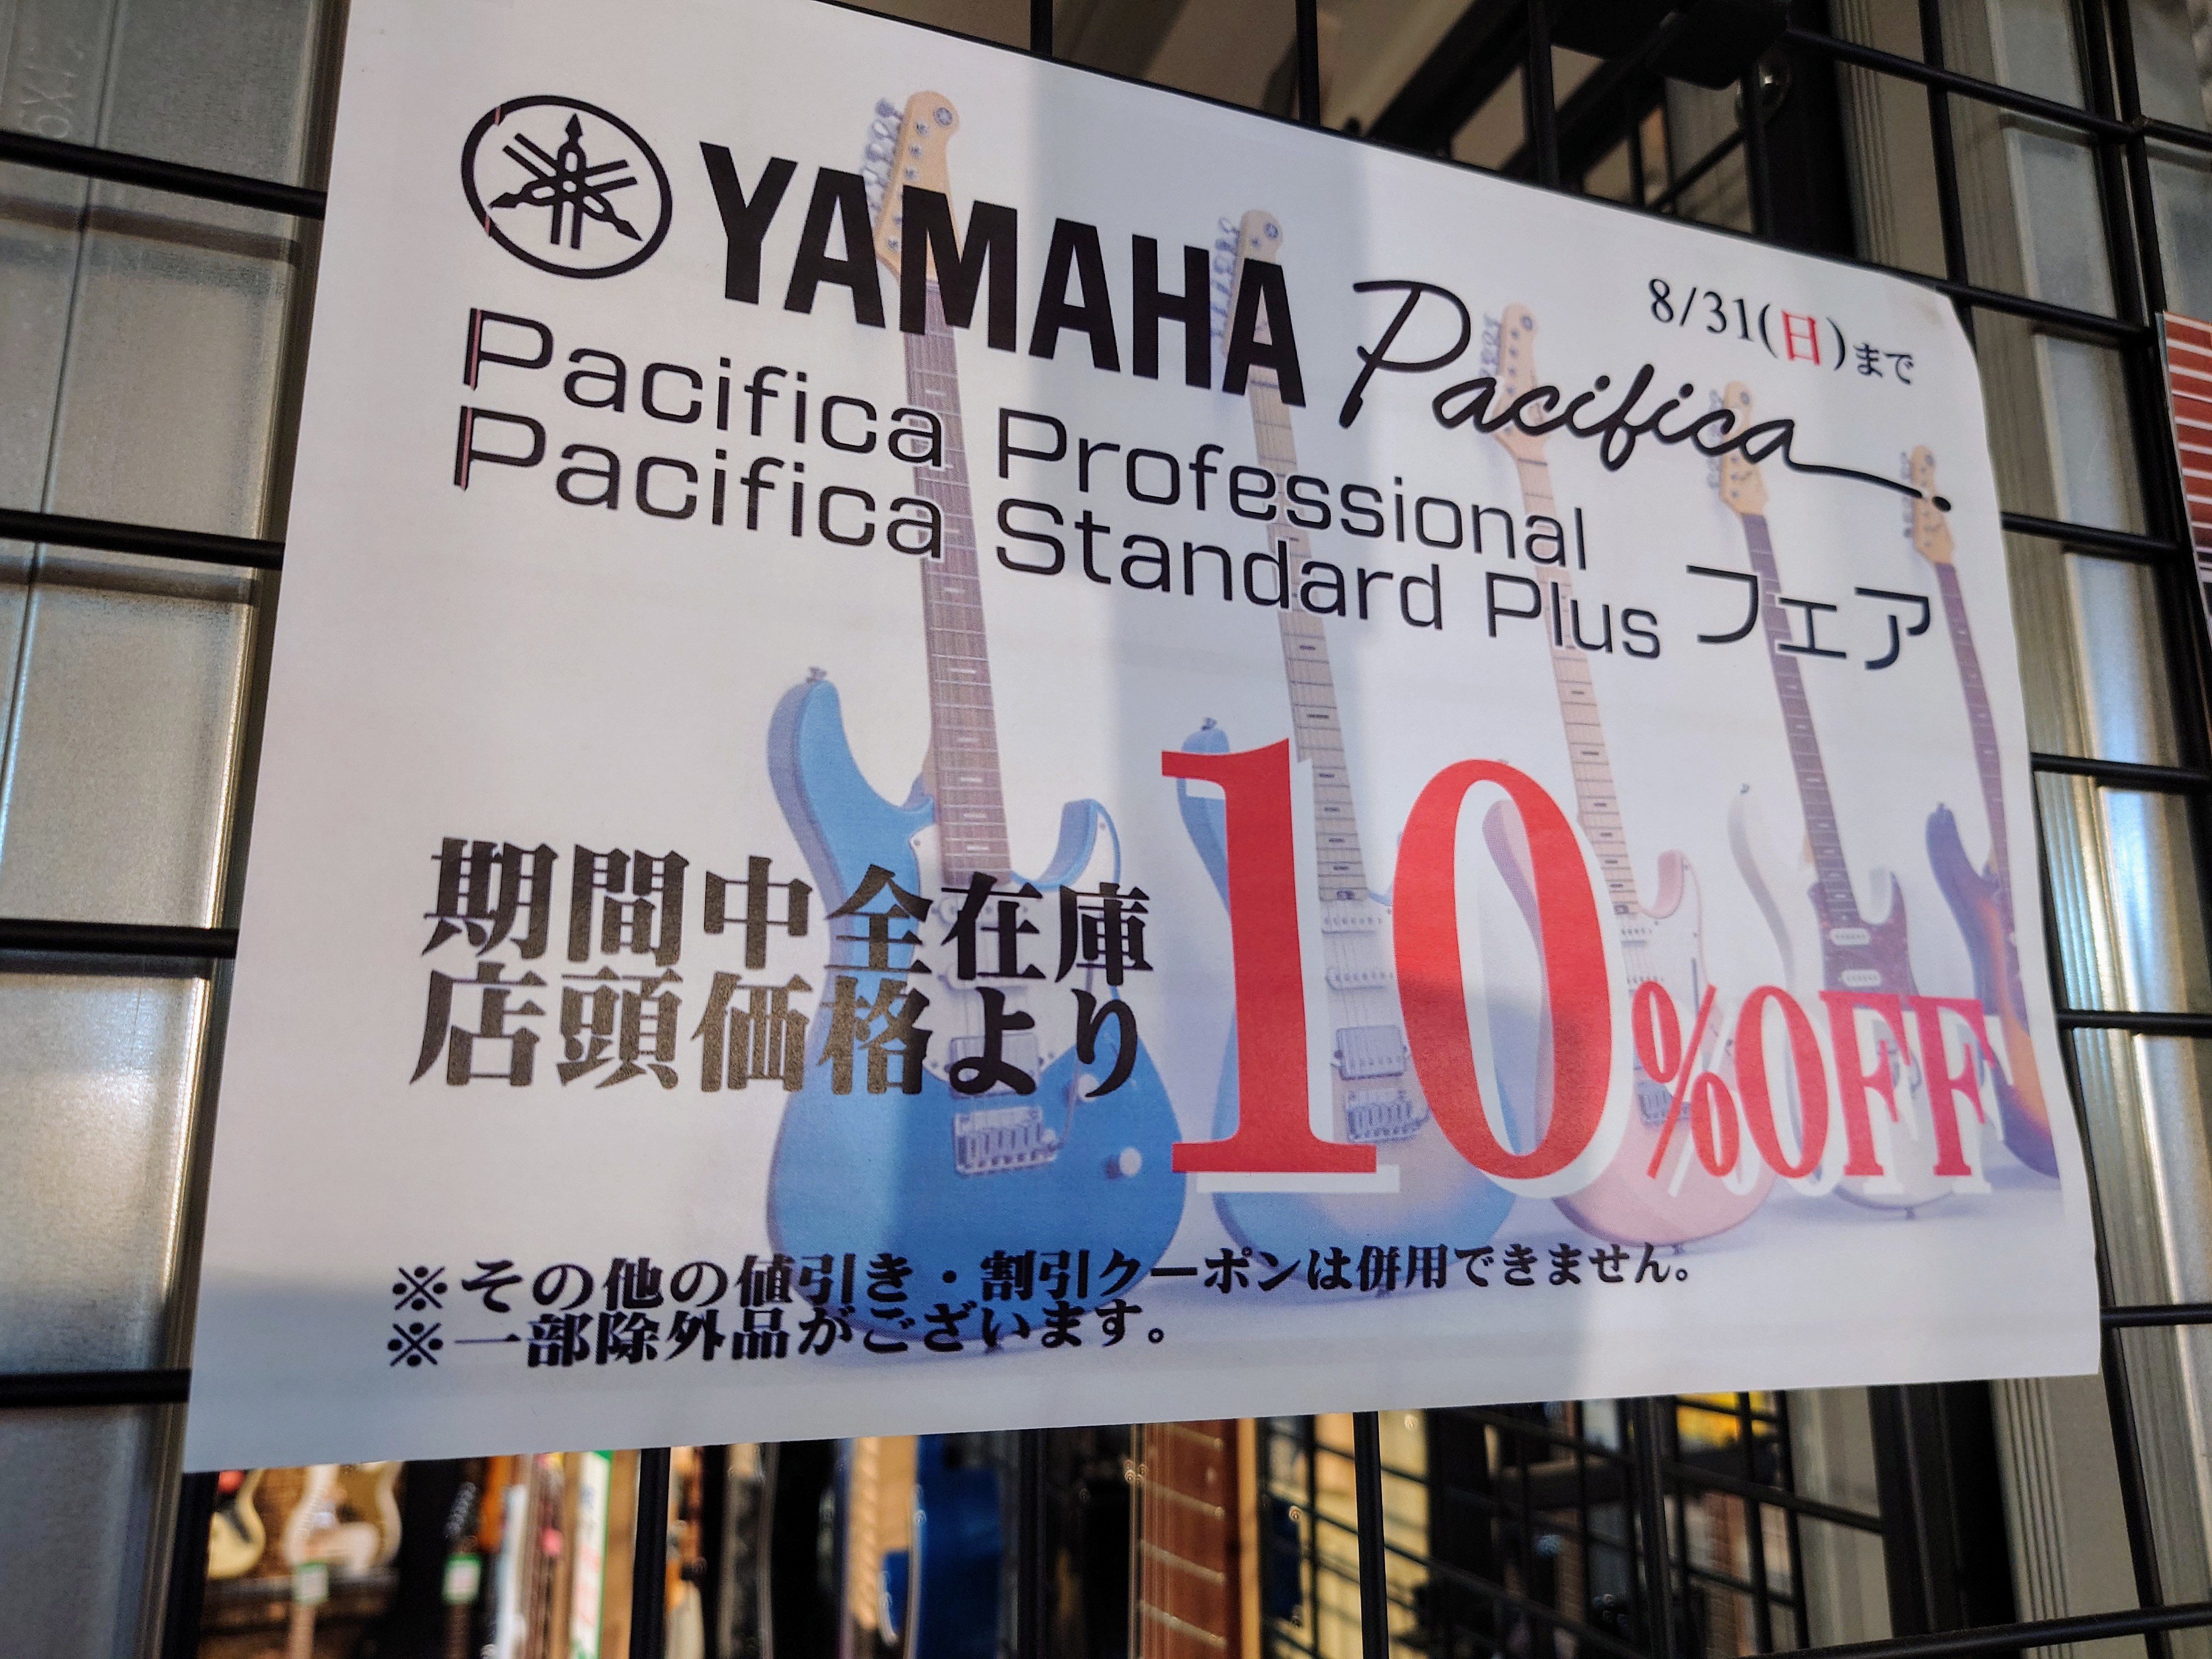 YAMAHA Pacifica
8/31(日)まで
Pacifica Professional
Pacifica Standard Plus フェア
期間中全在庫
店頭価格より
10%OFF
※その他の値引き・割引クーポンは併用できません。
※一部除外品がございます。